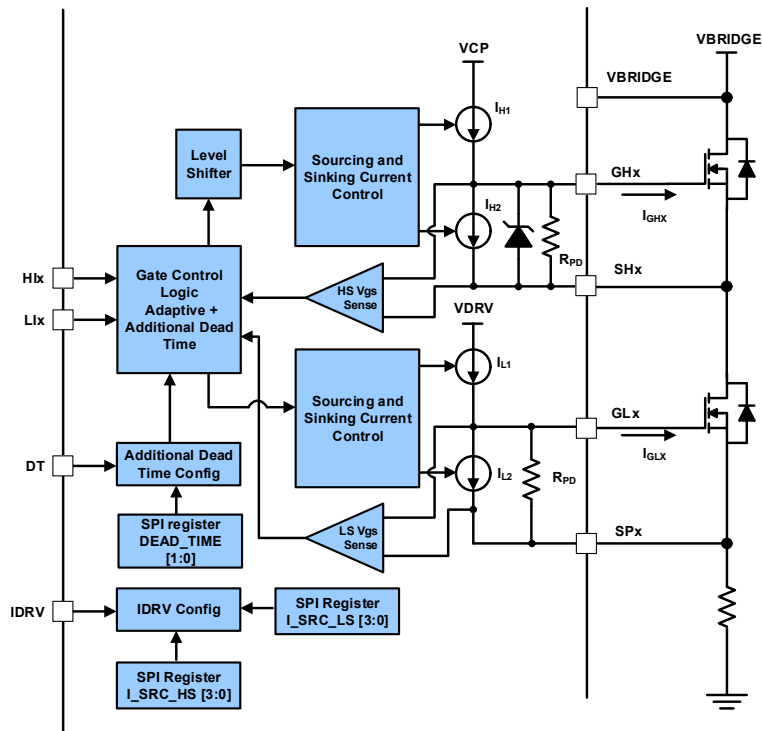 VCP
VBRIDGE
VBRIDGE
IH1
Level
Shifter
Sourcing and
Sinking Current
Control
GHx
IGHX
IH2
RPD
HIx
LIx
Gate Control
Logic
Adaptive +
Additional Dead
Time
HS Vgs
Sense
SHx
VDRV
IL1
Sourcing and
Sinking Current
Control
GLx
IGLX
DT
Additional Dead
Time Config
IL2
RPD
SPI register
DEAD_TIME
[1:0]
LS Vgs
Sense
SPx
IDRV
IDRV Config
SPI Register
I_SRC_LS [3:0]
SPI Register
I_SRC_HS [3:0]